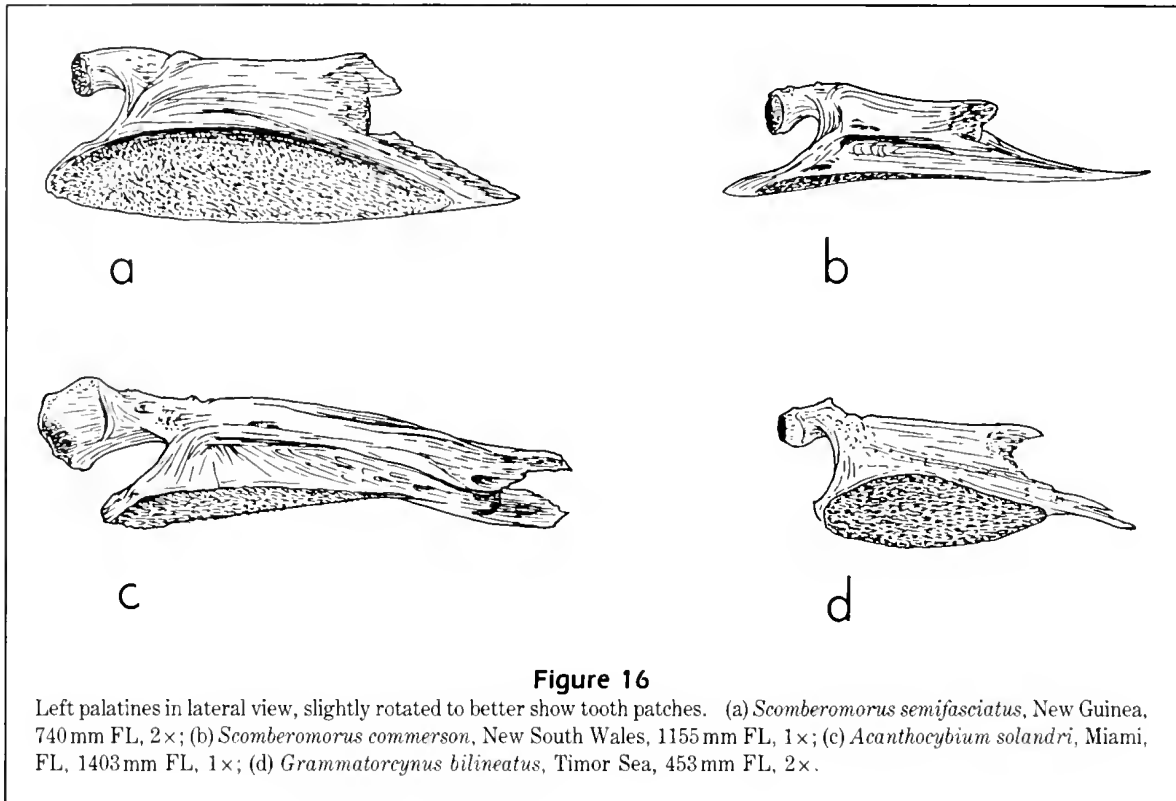 a
b
c
d
Figure 16
Left palatines in lateral view, slightly rotated to better show tooth patches. (a) Scomberomorus semifasciatus, New Guinea,
740 mm FL, 2×; (b) Scomberomorus commerson, New South Wales, 1155 mm FL, 1×; (c) Acanthocybium solandri, Miami,
FL, 1403 mm FL, 1×; (d) Grammatorcynus bilineatus, Timor Sea, 453 mm FL, 2×.